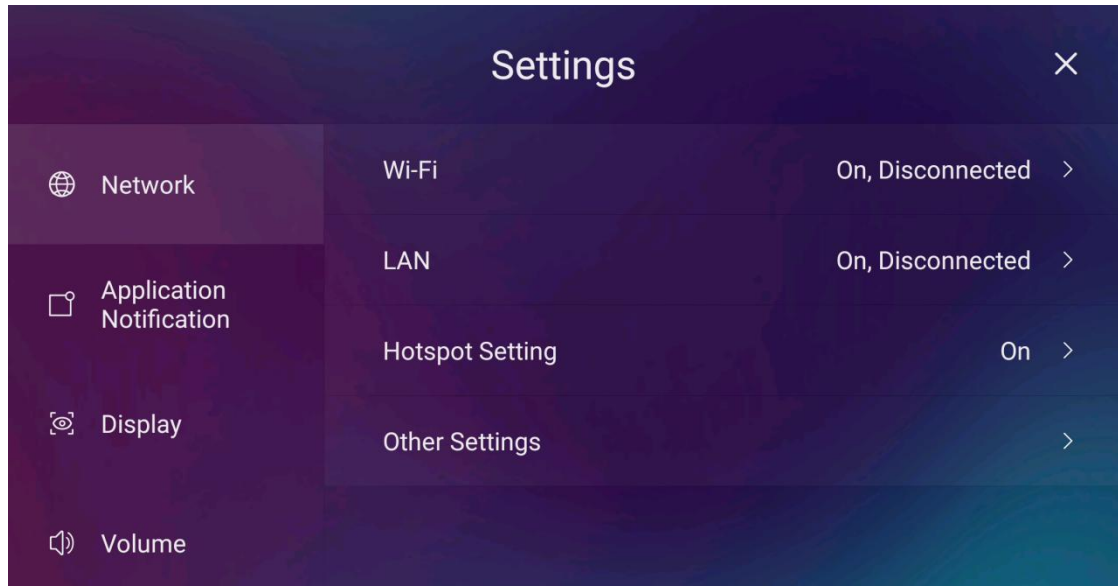 Settings
Network
Application
Notification
Display
Volume
Wi-Fi
On, Disconnected
LAN
On, Disconnected
Hotspot Setting
On
Other Settings